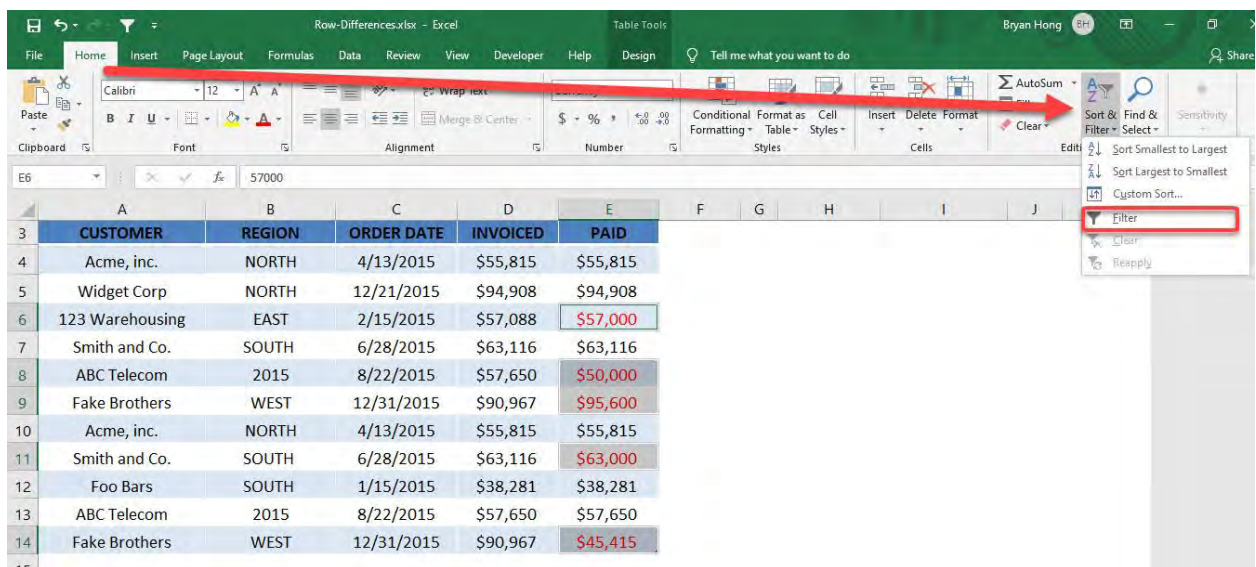 Row-Differences.xlsx - Excel Table Tools Bryan Hong BH
File Home Insert Page Layout Formulas Data Review View Developer Help Design Tell me what you want to do Share
Calibri 12 A A Wrap Text AutoSum
Paste B I U A Merge & Center $ % , Conditional Formatting Format as Table Cell Styles Insert Delete Format Clear Sort & Filter Find & Select Sensitivity
Clipboard Font Alignment Number Styles Cells
Sort Smallest to Largest
Sort Largest to Smallest
Custom Sort...
Filter
Clear
Reapply
E6 fx 57000
A B C D E F G H I J
3 CUSTOMER REGION ORDER DATE INVOICED PAID
4 Acme, inc. NORTH 4/13/2015 $55,815 $55,815
5 Widget Corp NORTH 12/21/2015 $94,908 $94,908
6 123 Warehousing EAST 2/15/2015 $57,088 $57,000
7 Smith and Co. SOUTH 6/28/2015 $63,116 $63,116
8 ABC Telecom 2015 8/22/2015 $57,650 $50,000
9 Fake Brothers WEST 12/31/2015 $90,967 $95,600
10 Acme, inc. NORTH 4/13/2015 $55,815 $55,815
11 Smith and Co. SOUTH 6/28/2015 $63,116 $63,000
12 Foo Bars SOUTH 1/15/2015 $38,281 $38,281
13 ABC Telecom 2015 8/22/2015 $57,650 $57,650
14 Fake Brothers WEST 12/31/2015 $90,967 $45,415